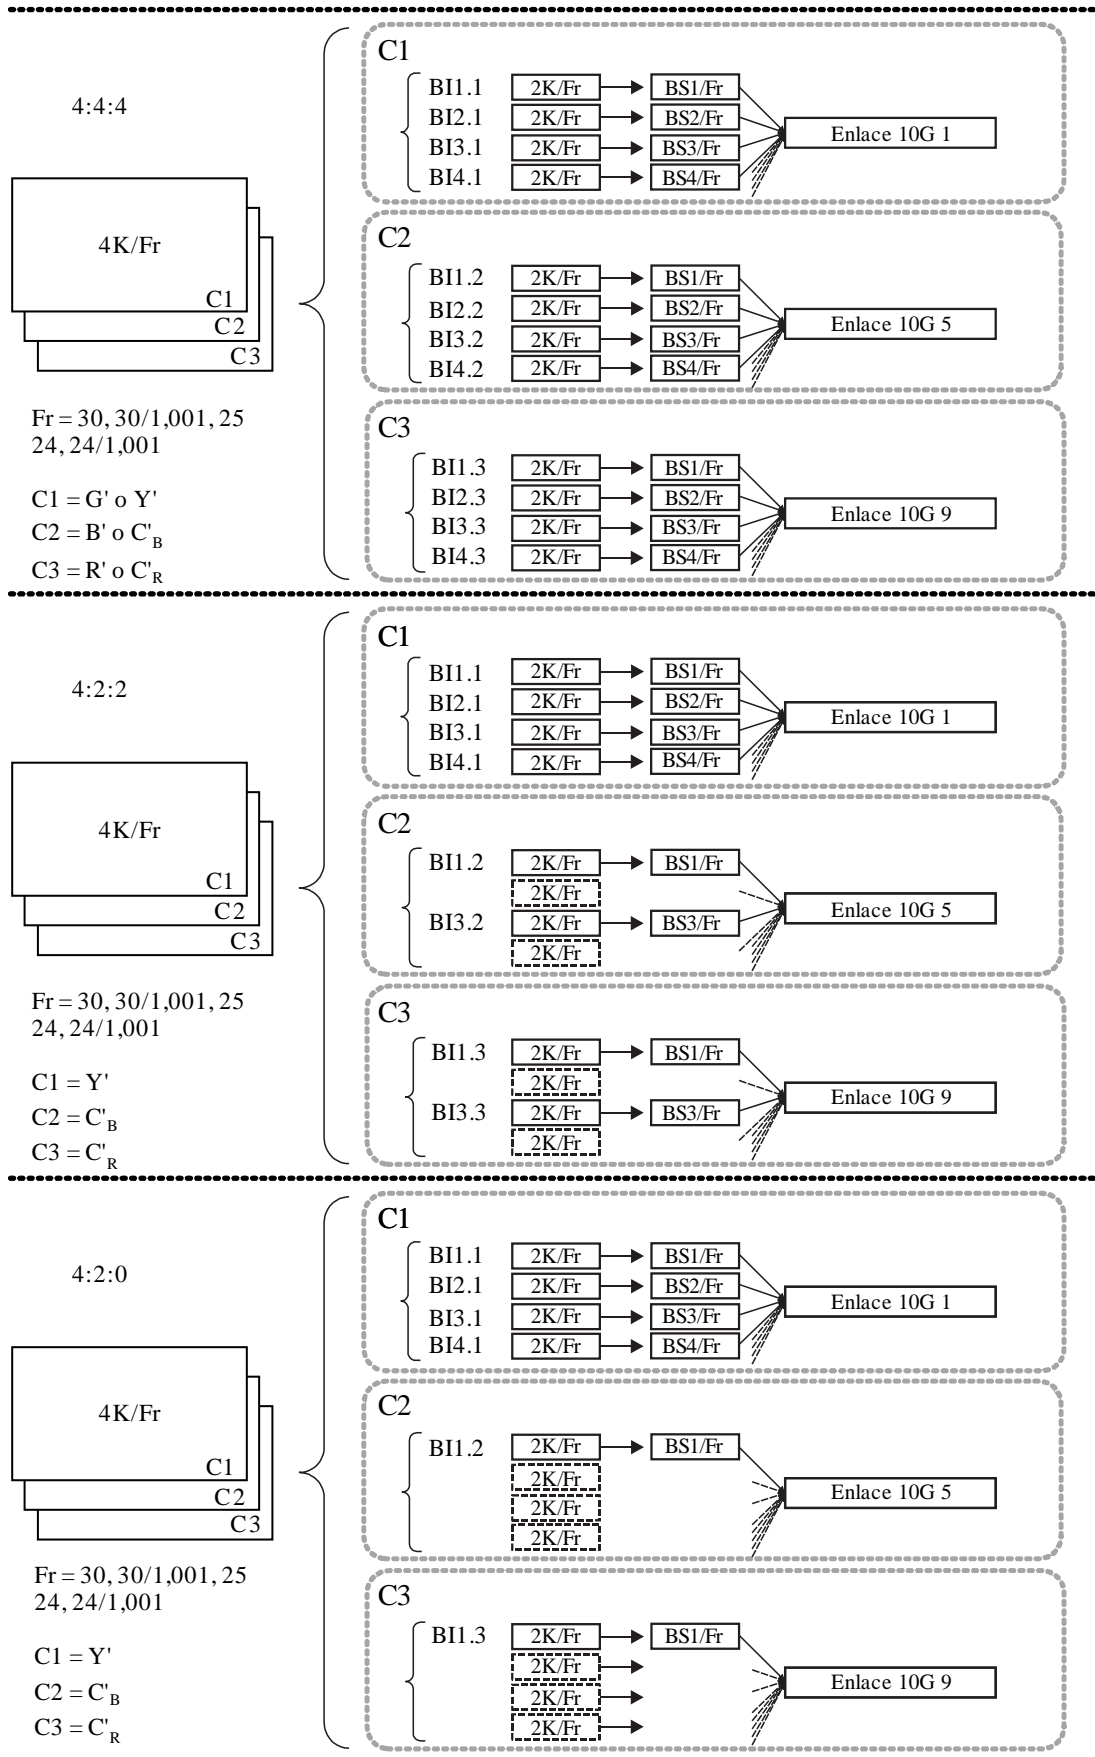 4:4:4
4K/Fr
C1
C2
C3
Fr = 30, 30/1,001, 25
24, 24/1,001
C1 = G' o Y'
C2 = B' o C'B
C3 = R' o C'R
C1
BI1.1 2K/Fr BS1/Fr
BI2.1 2K/Fr BS2/Fr
BI3.1 2K/Fr BS3/Fr
BI4.1 2K/Fr BS4/Fr
Enlace 10G 1
C2
BI1.2 2K/Fr BS1/Fr
BI2.2 2K/Fr BS2/Fr
BI3.2 2K/Fr BS3/Fr
BI4.2 2K/Fr BS4/Fr
Enlace 10G 5
C3
BI1.3 2K/Fr BS1/Fr
BI2.3 2K/Fr BS2/Fr
BI3.3 2K/Fr BS3/Fr
BI4.3 2K/Fr BS4/Fr
Enlace 10G 9
4:2:2
4K/Fr
C1
C2
C3
Fr = 30, 30/1,001, 25
24, 24/1,001
C1 = Y'
C2 = C'B
C3 = C'R
C1
BI1.1 2K/Fr BS1/Fr
BI2.1 2K/Fr BS2/Fr
BI3.1 2K/Fr BS3/Fr
BI4.1 2K/Fr BS4/Fr
Enlace 10G 1
C2
BI1.2 2K/Fr BS1/Fr
2K/Fr
BI3.2 2K/Fr BS3/Fr
2K/Fr
Enlace 10G 5
C3
BI1.3 2K/Fr BS1/Fr
2K/Fr
BI3.3 2K/Fr BS3/Fr
2K/Fr
Enlace 10G 9
4:2:0
4K/Fr
C1
C2
C3
Fr = 30, 30/1,001, 25
24, 24/1,001
C1 = Y'
C2 = C'B
C3 = C'R
C1
BI1.1 2K/Fr BS1/Fr
BI2.1 2K/Fr BS2/Fr
BI3.1 2K/Fr BS3/Fr
BI4.1 2K/Fr BS4/Fr
Enlace 10G 1
C2
BI1.2 2K/Fr BS1/Fr
2K/Fr
2K/Fr
2K/Fr
Enlace 10G 5
C3
BI1.3 2K/Fr BS1/Fr
2K/Fr
2K/Fr
2K/Fr
Enlace 10G 9